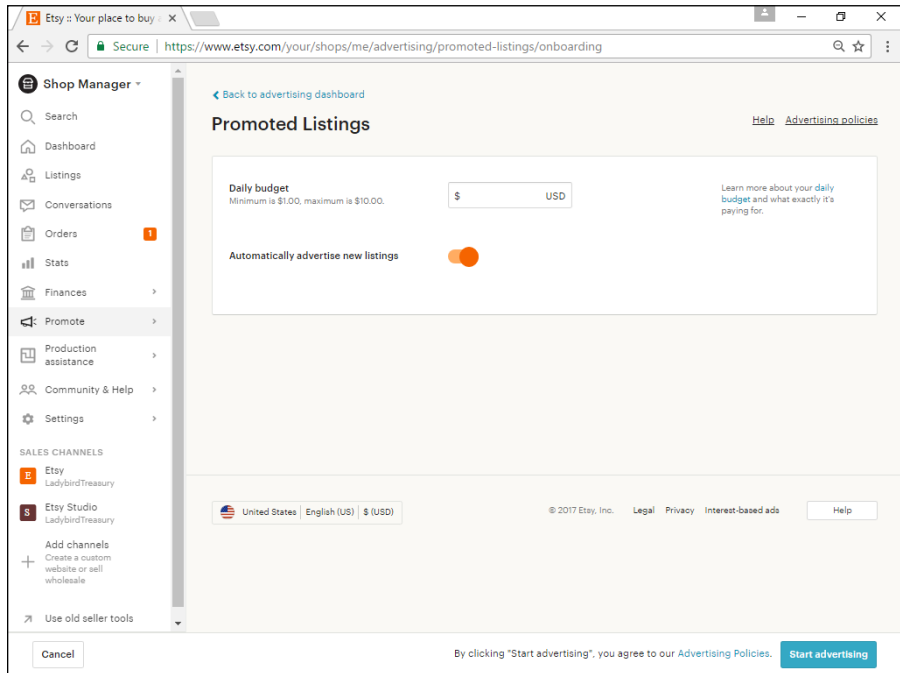 Etsy :: Your place to buy a
Secure https://www.etsy.com/your/shops/me/advertising/promoted-listings/onboarding
Shop Manager
Search
Dashboard
Listings
Conversations
Orders 1
Stats
Finances
Promote
Production
assistance
Community & Help
Settings
SALES CHANNELS
E Etsy
LadybirdTreasury
S Etsy Studio
LadybirdTreasury
Add channels
Create a custom
website or sell
wholesale
Use old seller tools
Back to advertising dashboard
Promoted Listings
Help Advertising policies
Daily budget
Minimum is $1.00, maximum is $10.00.
$ USD
Learn more about your daily
budget and what exactly it's
paying for.
Automatically advertise new listings
United States English (US) $ (USD)
© 2017 Etsy, Inc. Legal Privacy Interest-based ads Help
Cancel
By clicking "Start advertising", you agree to our Advertising Policies.
Start advertising